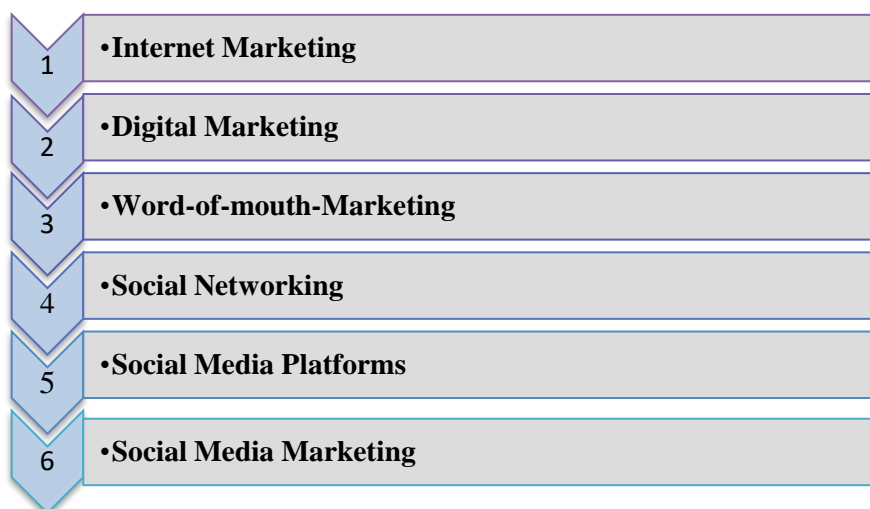 1 •Internet Marketing
2 •Digital Marketing
3 •Word-of-mouth-Marketing
4 •Social Networking
5 •Social Media Platforms
6 •Social Media Marketing